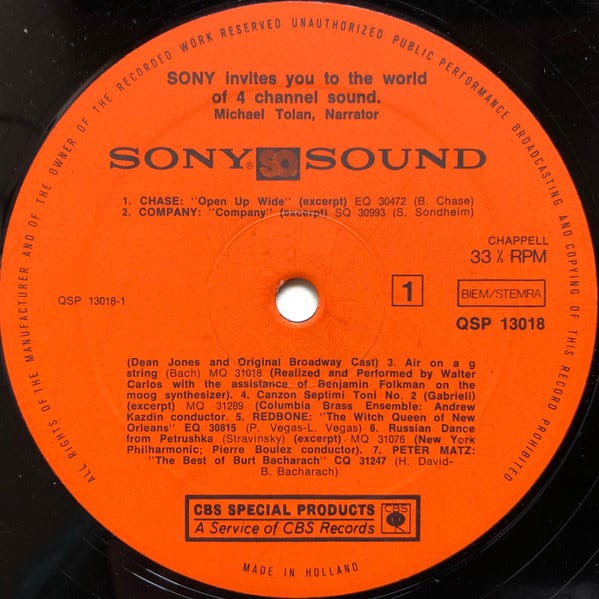 ALL RIGHTS OF THE MANUFACTURER AND OF THE OWNER OF THE RECORDED WORK RESERVED UNAUTHORIZED PUBLIC PERFORMANCE BROADCASTING AND COPYING OF THIS RECORD PROHIBITED
SONY invites you to the world
of 4 channel sound.
Michael Tolan, Narrator
SONY® SQ SOUND
1. CHASE: "Open Up Wide" (excerpt) EQ 30472 (B. Chase)
2. COMPANY: "Company" (excerpt) SQ 30993 (S. Sondheim)
CHAPPELL
33⅓ RPM
QSP 13018-1
1
BIEM/STEMRA
QSP 13018
(Dean Jones and Original Broadway Cast) 3. Air on a g
string (Bach) MQ 31018 (Realized and Performed by Walter
Carlos with the assistance of Benjamin Folkman on the
moog synthesizer). 4. Canzon Septimi Toni No. 2 (Gabrieli)
(excerpt) MQ 31289 (Columbia Brass Ensemble: Andrew
Kazdin conductor. 5. REDBONE: "The Witch Queen of New
Orleans" EQ 30815 (P. Vegas-L. Vegas) 6. Russian Dance
from Petrushka (Stravinsky) (excerpt) MQ 31076 (New York
Philharmonic; Pierre Boulez conductor). 7. PETER MATZ:
"The Best of Burt Bacharach" CQ 31247 (H. David-
B. Bacharach)
CBS SPECIAL PRODUCTS
A Service of CBS Records
CBS
MADE IN HOLLAND